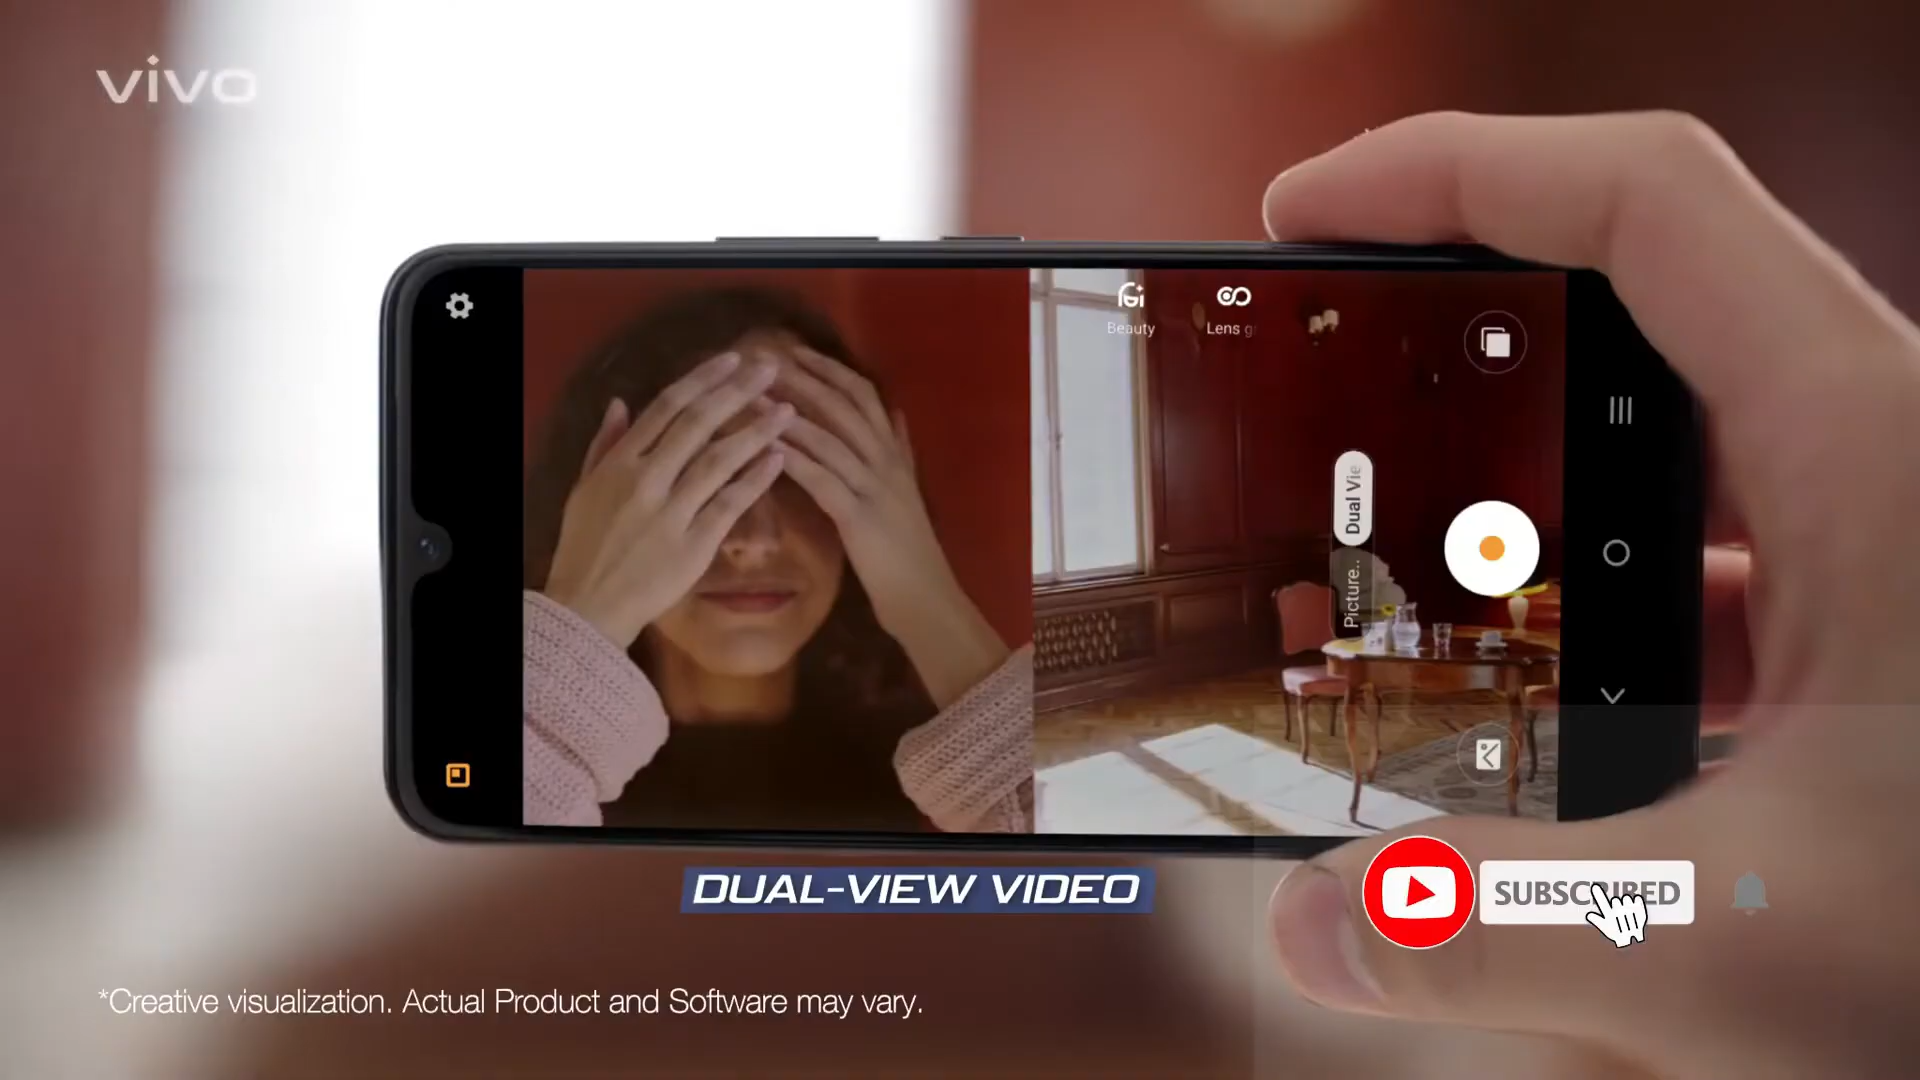 vivo
Beauty
Lens g
Dual Vie
Picture..
DUAL-VIEW VIDEO
SUBSCRIBED
*Creative visualization. Actual Product and Software may vary.